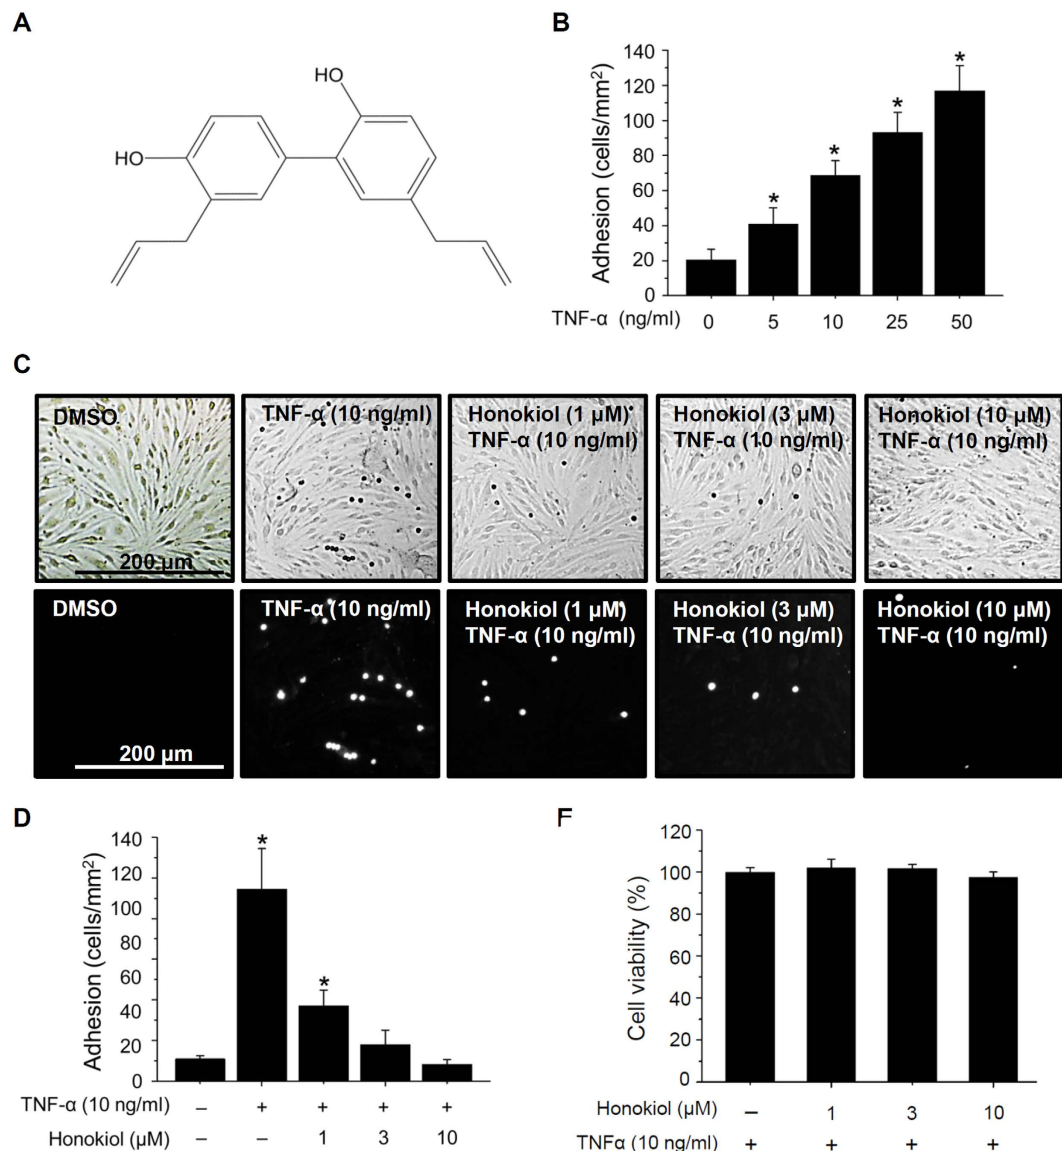 A
HO
HO
B
Adhesion (cells/mm²)
140
120
100
80
60
40
20
0
*
*
*
*
TNF-α (ng/ml) 0 5 10 25 50
C
DMSO
200 µm
TNF-α (10 ng/ml)
Honokiol (1 µM)
TNF-α (10 ng/ml)
Honokiol (3 µM)
TNF-α (10 ng/ml)
Honokiol (10 µM)
TNF-α (10 ng/ml)
DMSO
200 µm
TNF-α (10 ng/ml)
Honokiol (1 µM)
TNF-α (10 ng/ml)
Honokiol (3 µM)
TNF-α (10 ng/ml)
Honokiol (10 µM)
TNF-α (10 ng/ml)
D
Adhesion (cells/mm²)
140
120
100
80
60
40
20
0
*
*
TNF-α (10 ng/ml) – + + + +
Honokiol (µM) – – 1 3 10
F
Cell viability (%)
120
100
80
60
40
20
0
Honokiol (µM) – 1 3 10
TNFα (10 ng/ml) + + + +